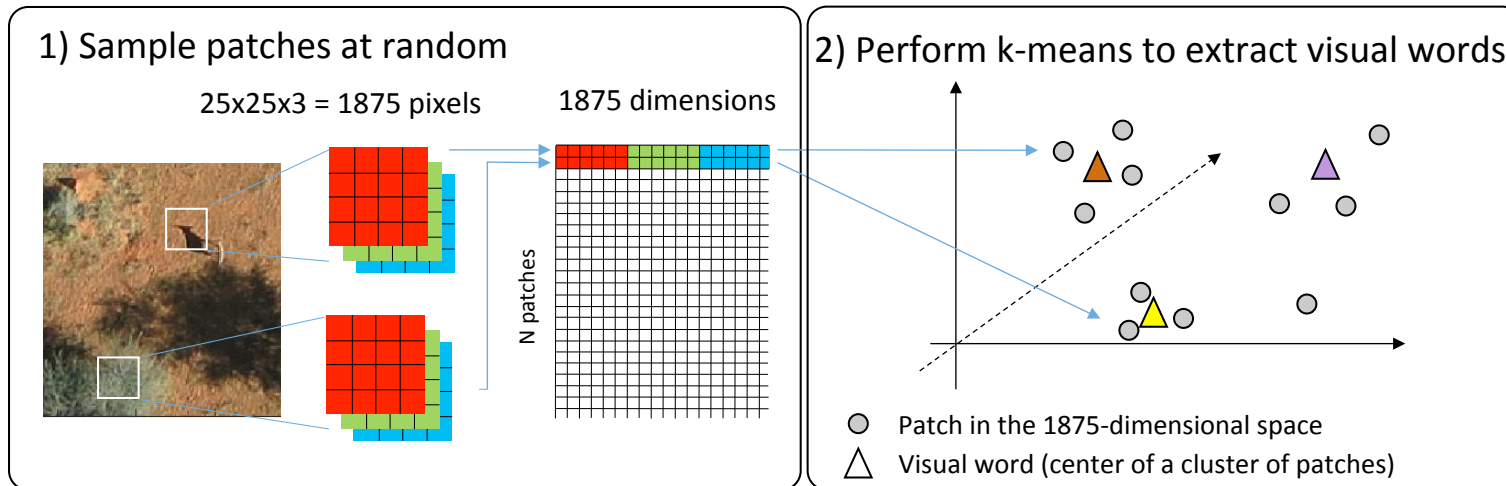 1) Sample patches at random
25x25x3 = 1875 pixels
1875 dimensions
N patches
2) Perform k-means to extract visual words
Patch in the 1875-dimensional space
Visual word (center of a cluster of patches)